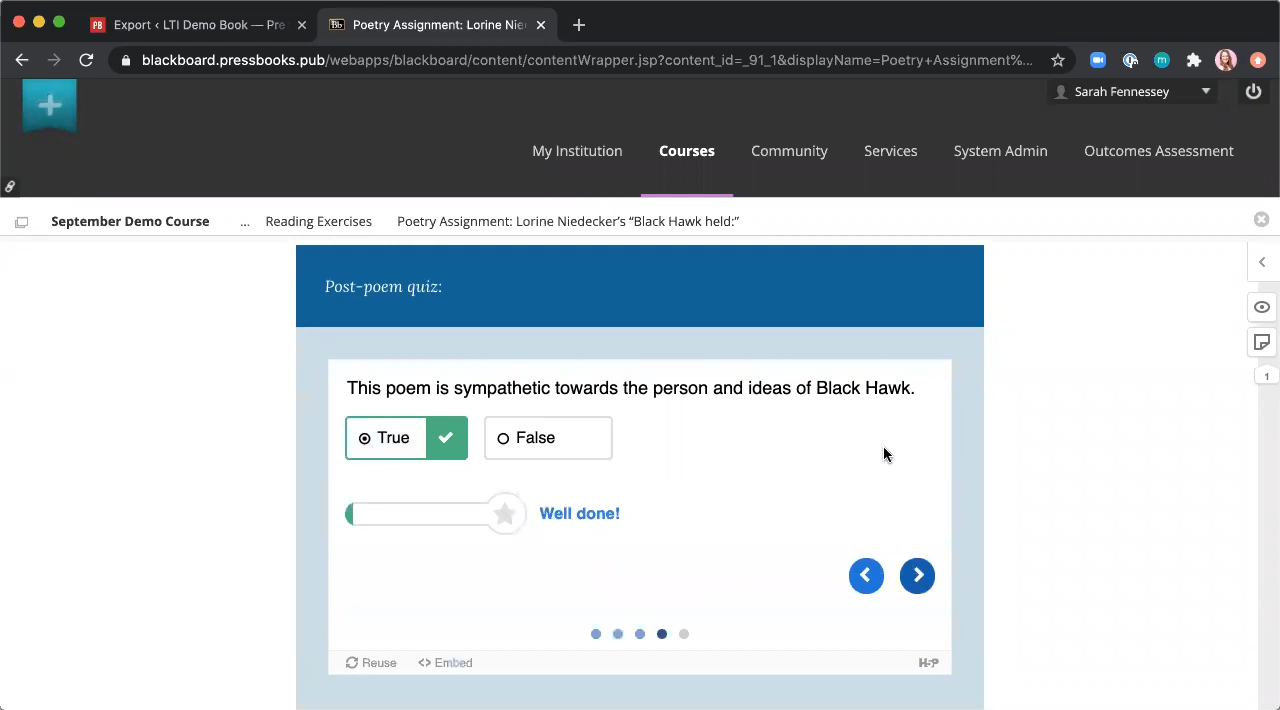 PB Export ‹ LTI Demo Book — Pre
Bb Poetry Assignment: Lorine Nie
blackboard.pressbooks.pub/webapps/blackboard/content/contentWrapper.jsp?content_id=_91_1&displayName=Poetry+Assignment%...
m
Sarah Fennessey
My Institution Courses Community Services System Admin Outcomes Assessment
September Demo Course ... Reading Exercises Poetry Assignment: Lorine Niedecker’s “Black Hawk held:”
Post-poem quiz:
This poem is sympathetic towards the person and ideas of Black Hawk.
True False
Well done!
1
Reuse <> Embed H-P